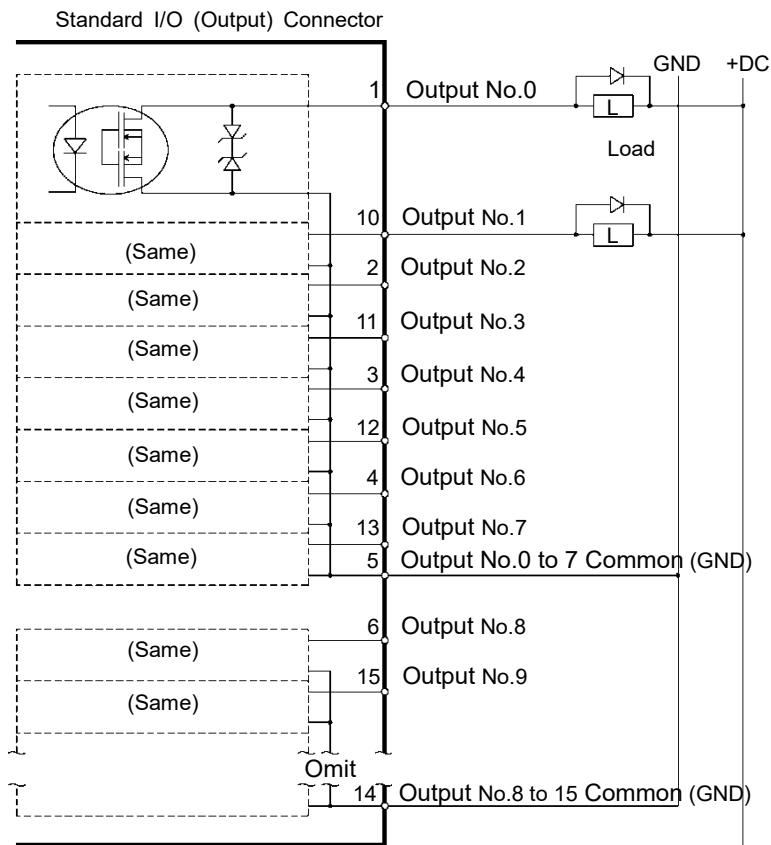 Standard I/O (Output) Connector
GND +DC
1 Output No.0
L
Load
10 Output No.1
L
(Same)
2 Output No.2
(Same)
11 Output No.3
(Same)
3 Output No.4
(Same)
12 Output No.5
(Same)
4 Output No.6
(Same)
13 Output No.7
(Same)
5 Output No.0 to 7 Common (GND)
6 Output No.8
(Same)
15 Output No.9
(Same)
Omit
14 Output No.8 to 15 Common (GND)